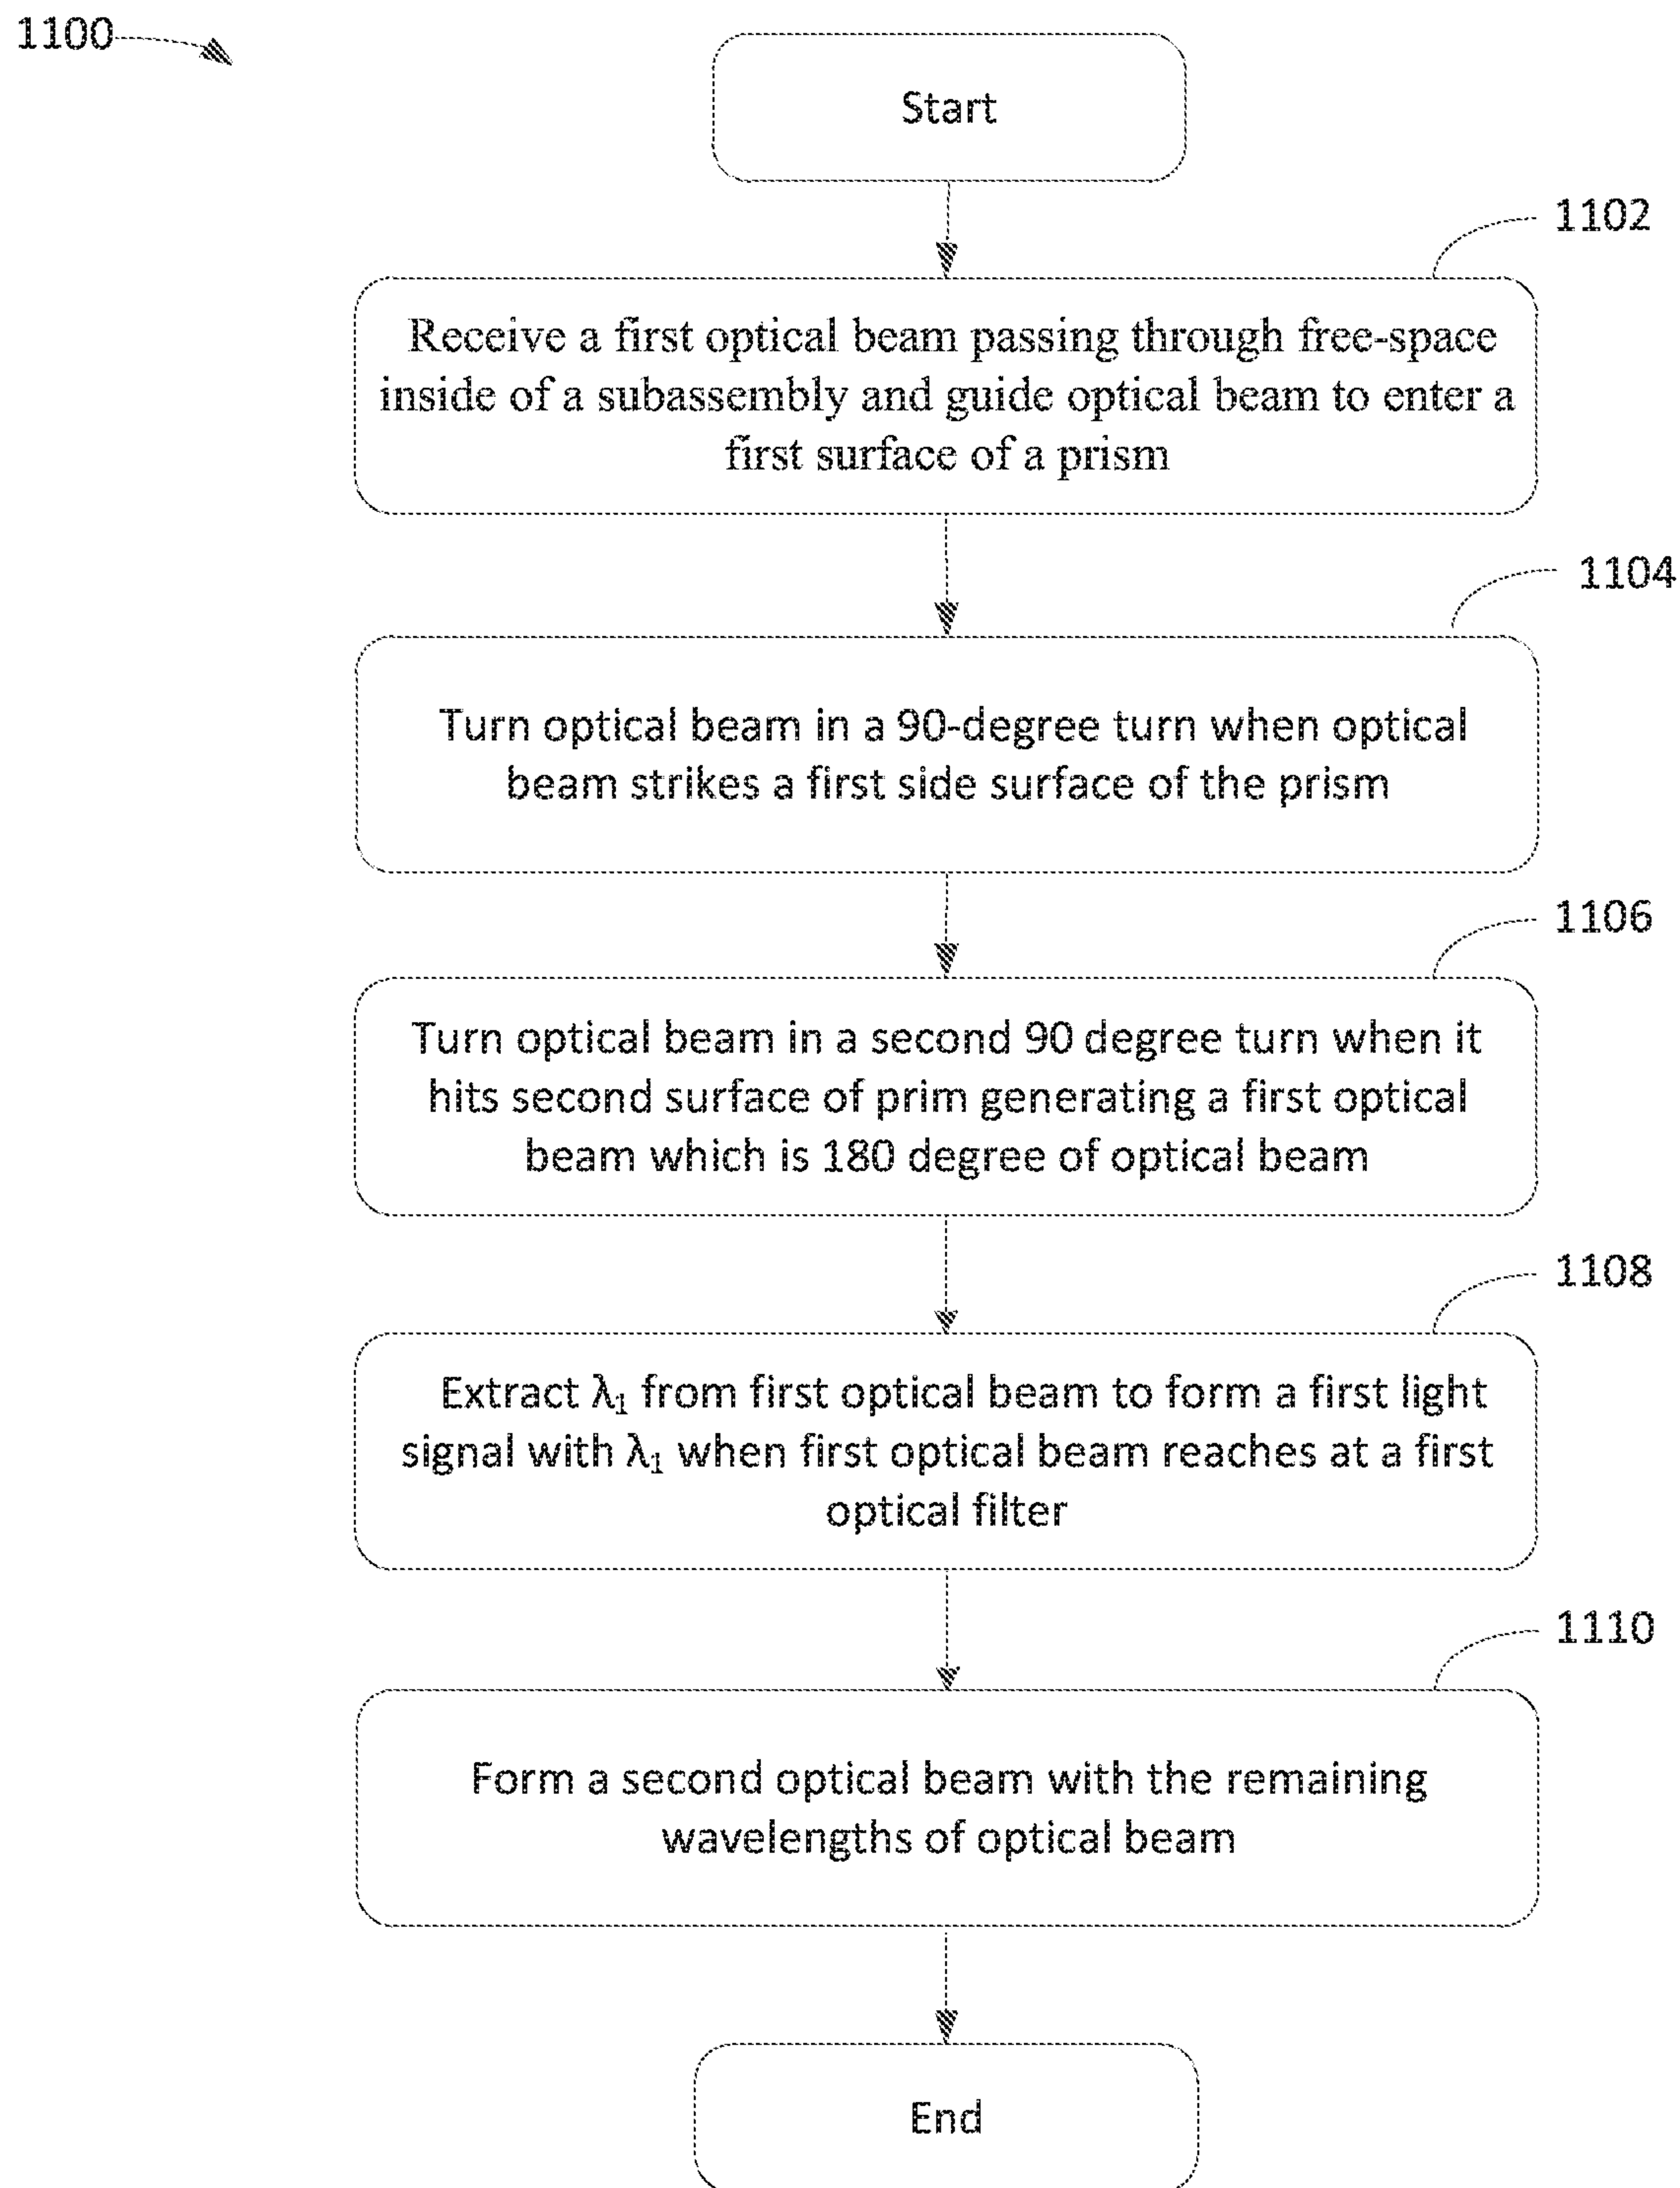 1100
Start
1102
Receive a first optical beam passing through free-space
inside of a subassembly and guide optical beam to enter a
first surface of a prism
1104
Turn optical beam in a 90-degree turn when optical
beam strikes a first side surface of the prism
1106
Turn optical beam in a second 90 degree turn when it
hits second surface of prim generating a first optical
beam which is 180 degree of optical beam
1108
Extract λ₁ from first optical beam to form a first light
signal with λ₁ when first optical beam reaches at a first
optical filter
1110
Form a second optical beam with the remaining
wavelengths of optical beam
End